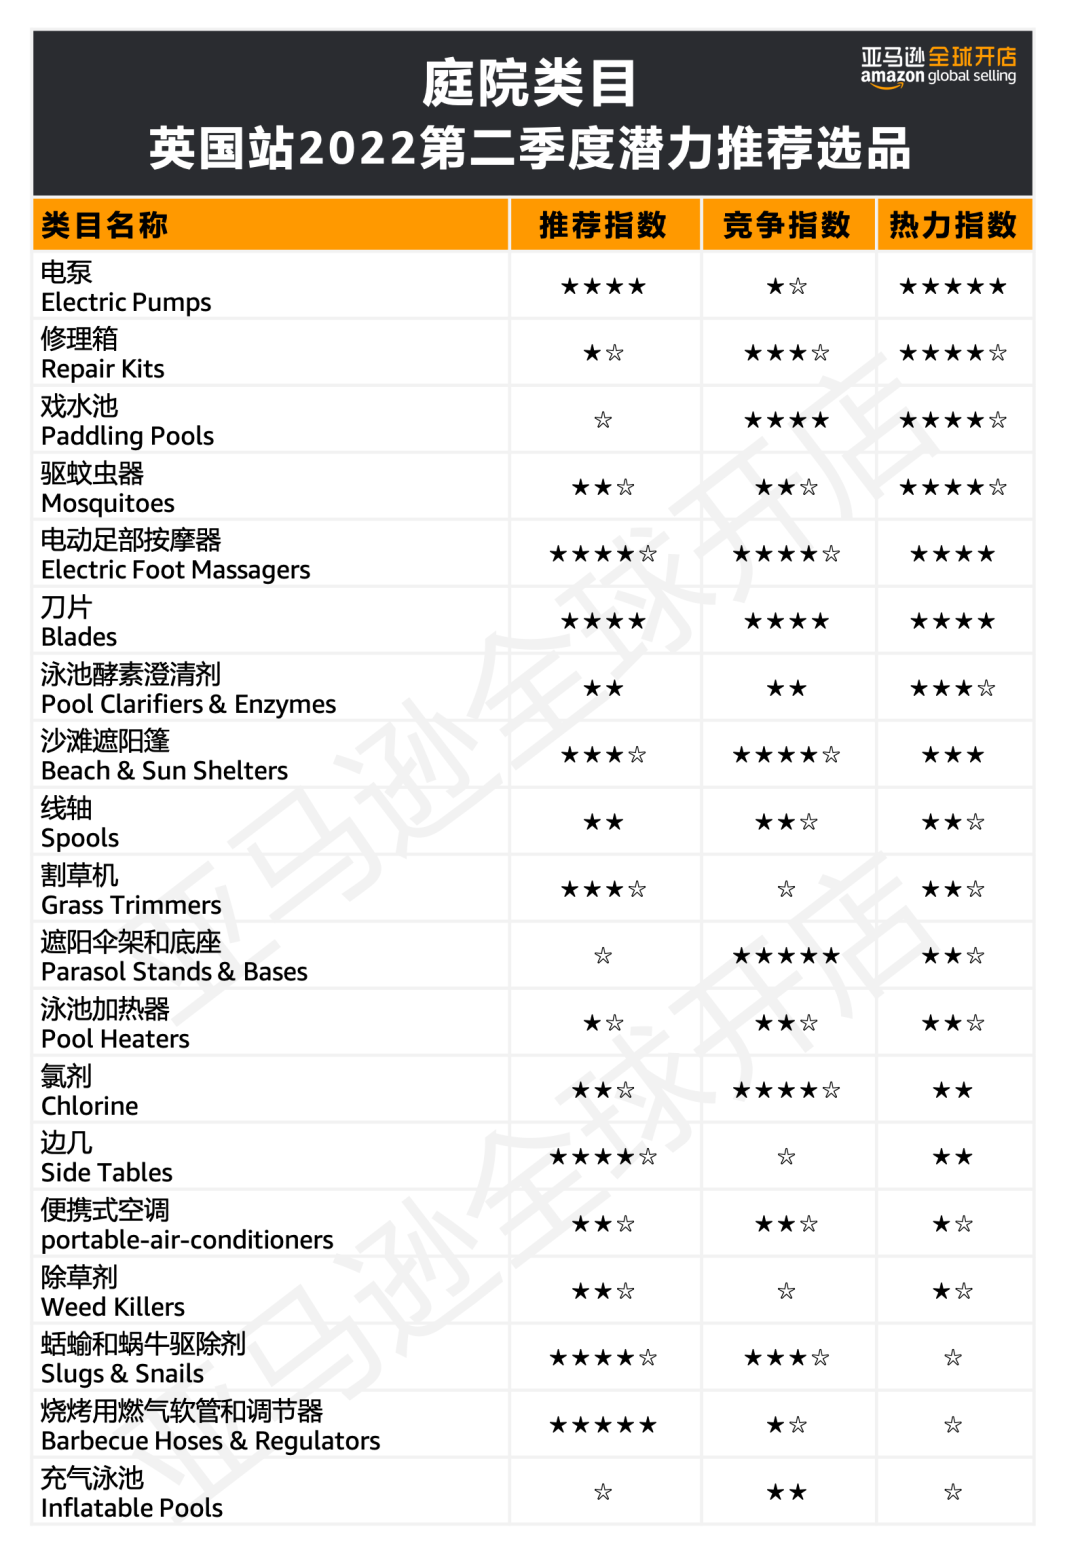 亚马逊全球开店
amazon global selling
庭院类目
英国站2022第二季度潜力推荐选品
类目名称 推荐指数 竞争指数 热力指数
电泵
Electric Pumps ★★★★ ★☆ ★★★★★
修理箱
Repair Kits ★☆ ★★★☆ ★★★★☆
戏水池
Paddling Pools ☆ ★★★★ ★★★★☆
驱蚊虫器
Mosquitoes ★★☆ ★★☆ ★★★★☆
电动足部按摩器
Electric Foot Massagers ★★★★☆ ★★★★☆ ★★★★
刀片
Blades ★★★★ ★★★★ ★★★★
泳池酵素澄清剂
Pool Clarifiers & Enzymes ★★ ★★ ★★★☆
沙滩遮阳篷
Beach & Sun Shelters ★★★☆ ★★★★☆ ★★★
线轴
Spools ★★ ★★☆ ★★☆
割草机
Grass Trimmers ★★★☆ ☆ ★★☆
遮阳伞架和底座
Parasol Stands & Bases ☆ ★★★★★ ★★☆
泳池加热器
Pool Heaters ★☆ ★★☆ ★★☆
氯剂
Chlorine ★★☆ ★★★★☆ ★★
边几
Side Tables ★★★★☆ ☆ ★★
便携式空调
portable-air-conditioners ★★☆ ★★☆ ★☆
除草剂
Weed Killers ★★☆ ☆ ★☆
蛞蝓和蜗牛驱除剂
Slugs & Snails ★★★★☆ ★★★☆ ☆
烧烤用燃气软管和调节器
Barbecue Hoses & Regulators ★★★★★ ★☆ ☆
充气泳池
Inflatable Pools ☆ ★★ ☆
亚马逊全球开店
亚马逊全球开店